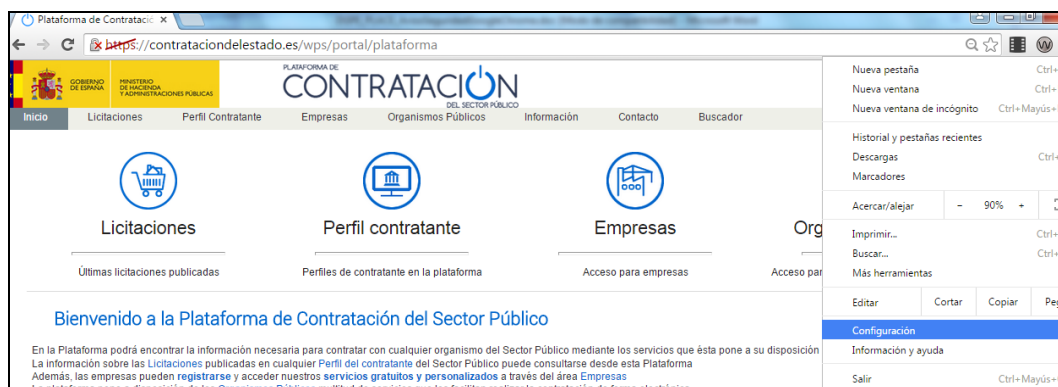 Plataforma de Contratació
https://contrataciondelestado.es/wps/portal/plataforma
GOBIERNO
DE ESPAÑA
MINISTERIO
DE HACIENDA
Y ADMINISTRACIONES PÚBLICAS
PLATAFORMA DE
CONTRATACIÓN
DEL SECTOR PÚBLICO
Inicio Licitaciones Perfil Contratante Empresas Organismos Públicos Información Contacto Buscador
Licitaciones Perfil contratante Empresas Org
Últimas licitaciones publicadas Perfiles de contratante en la plataforma Acceso para empresas Acceso par
Bienvenido a la Plataforma de Contratación del Sector Público
En la Plataforma podrá encontrar la información necesaria para contratar con cualquier organismo del Sector Público mediante los servicios que ésta pone a su disposición
La información sobre las Licitaciones publicadas en cualquier Perfil del contratante del Sector Público puede consultarse desde esta Plataforma
Además, las empresas pueden registrarse y acceder nuestros servicios gratuitos y personalizados a través del área Empresas
Nueva pestaña Ctrl+
Nueva ventana Ctrl+
Nueva ventana de incógnito Ctrl+Mayús+
Historial y pestañas recientes
Descargas Ctrl+
Marcadores
Acercar/alejar - 90% +
Imprimir... Ctrl+
Buscar... Ctrl+
Más herramientas
Editar Cortar Copiar Peg
Configuración
Información y ayuda
Salir Ctrl+Mayús+